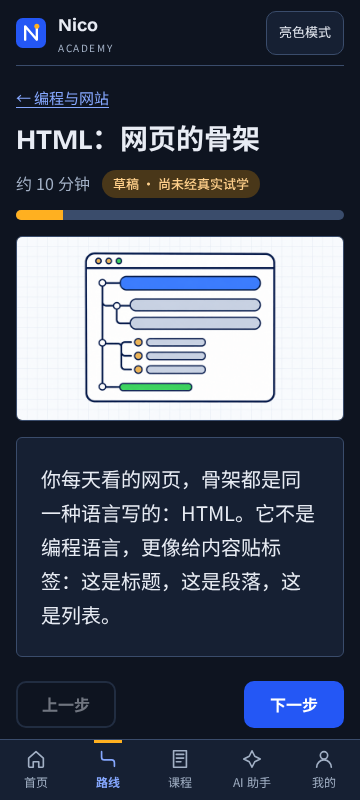 Nico
ACADEMY
亮色模式
← 编程与网站
HTML：网页的骨架
约 10 分钟
草稿 · 尚未经真实试学
你每天看的网页，骨架都是同
一种语言写的：HTML。它不是
编程语言，更像给内容贴标
签：这是标题，这是段落，这
是列表。
上一步
下一步
首页
路线
课程
AI 助手
我的